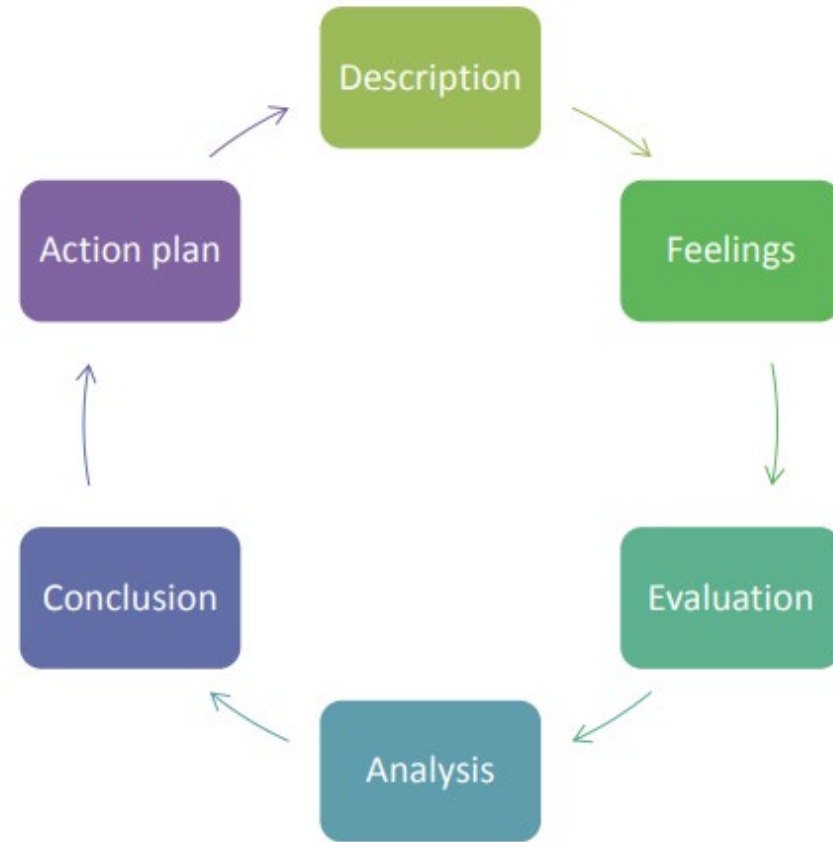 Description
Feelings
Evaluation
Analysis
Conclusion
Action plan